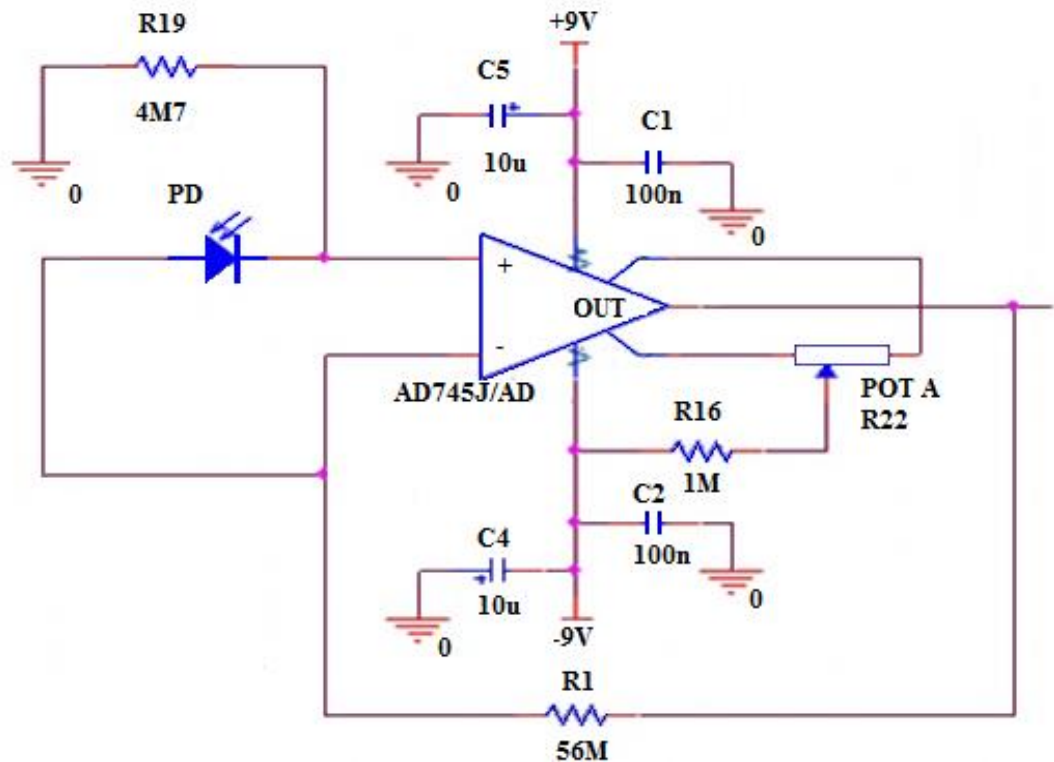 +9V
R19
4M7
0
C5
10u
0
C1
100n
0
PD
+
OUT
-
AD745J/AD
POT A
R22
R16
1M
C2
100n
0
C4
10u
0
-9V
R1
56M